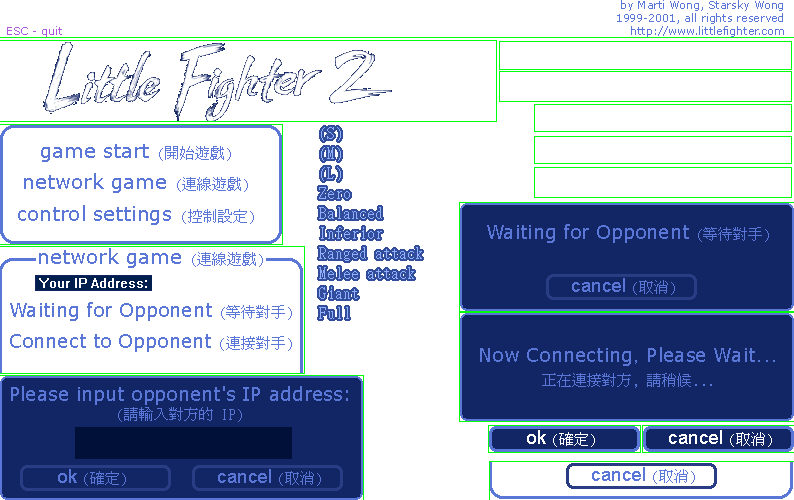 by Marti Wong, Starsky Wong
1999-2001, all rights reserved
ESC - quit
http://www.littlefighter.com
Little Fighter 2
game start (開始遊戲)
network game (連線遊戲)
control settings (控制設定)
(S)
(M)
(L)
Zero
Balanced
Inferior
Ranged attack
Melee attack
Giant
Full
network game (連線遊戲)
Your IP Address:
Waiting for Opponent (等待對手)
Connect to Opponent (連接對手)
Please input opponent's IP address:
(請輸入對方的 IP)
ok (確定)
cancel (取消)
Waiting for Opponent (等待對手)
cancel (取消)
Now Connecting, Please Wait...
正在連接對方, 請稍候...
ok (確定)
cancel (取消)
cancel (取消)